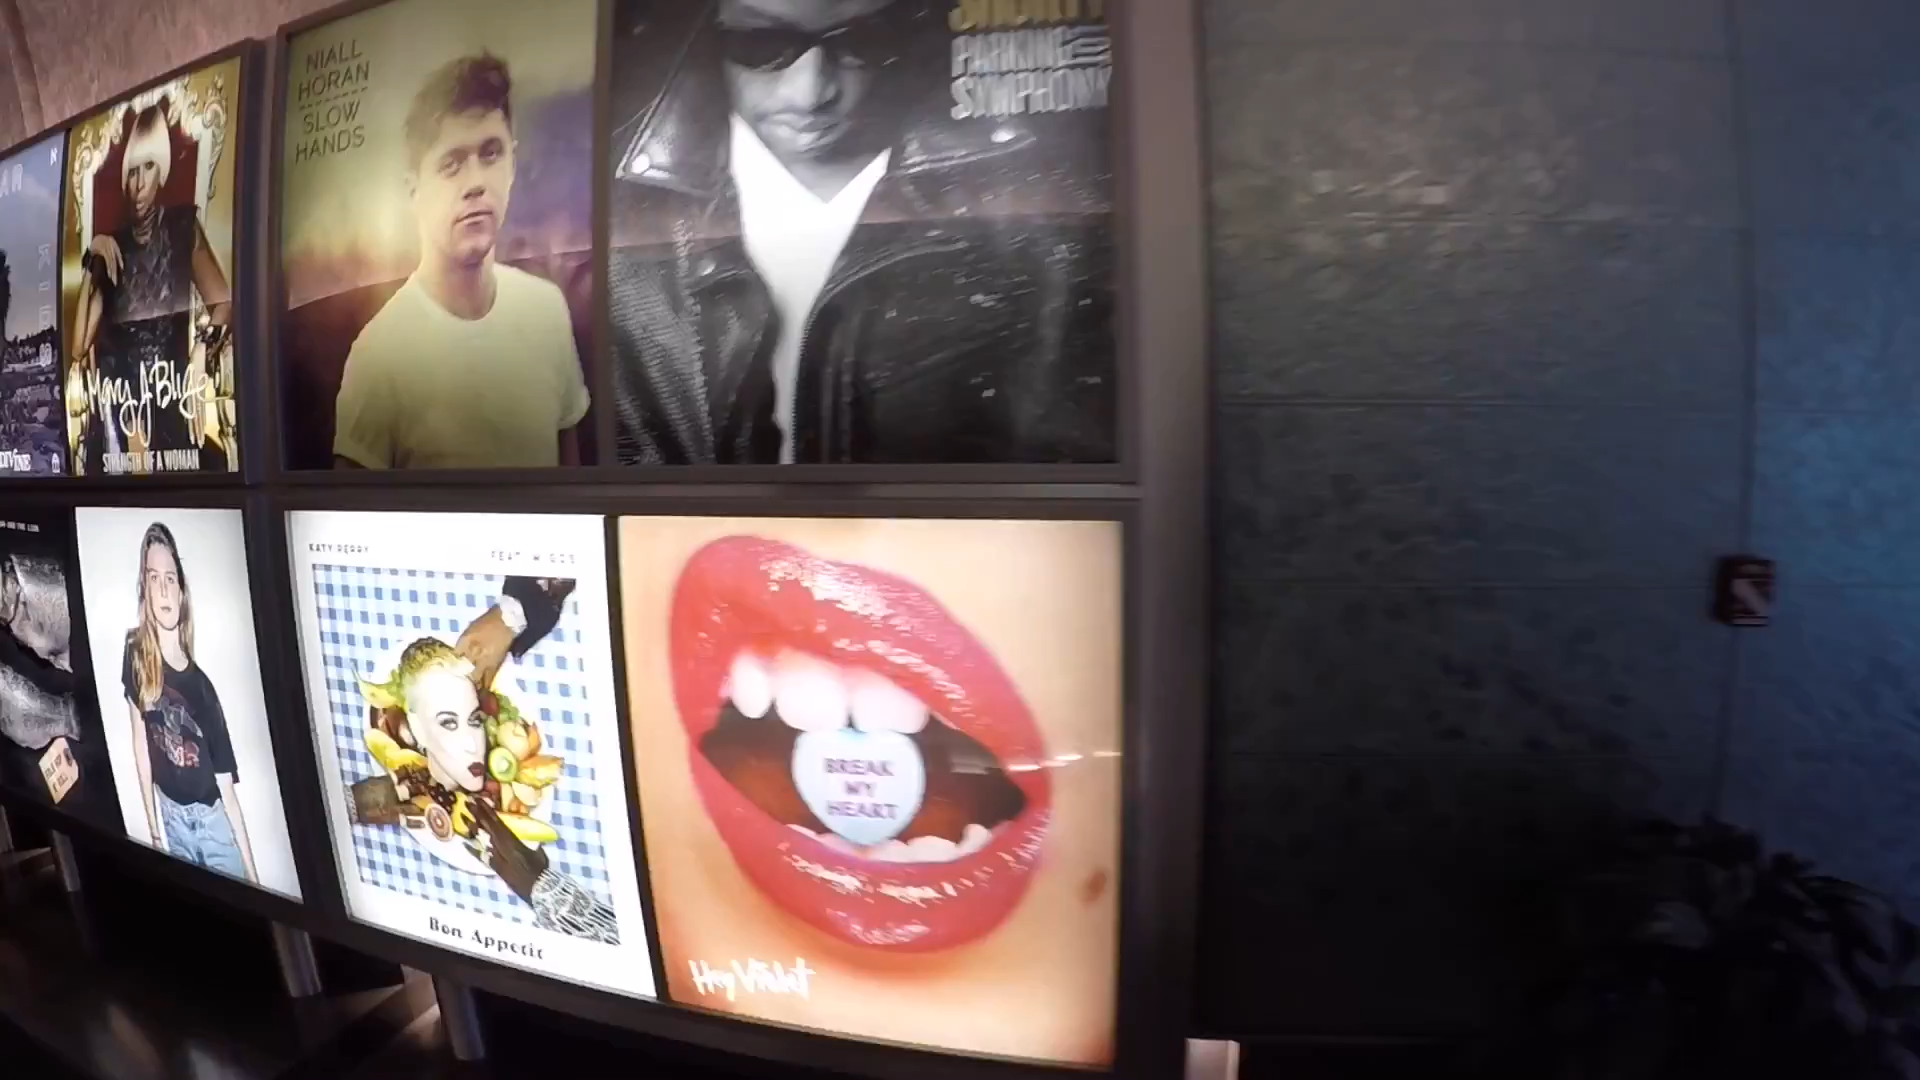 NIALL
HORAN
SLOW
HANDS
PARKING
SYMPHONY
Mary J Blige
STRENGTH OF A WOMAN
DIVINE
KATY PERRY
FEAT. MIGOS
Bon Appetit
BREAK
MY
HEART
Hey Violet